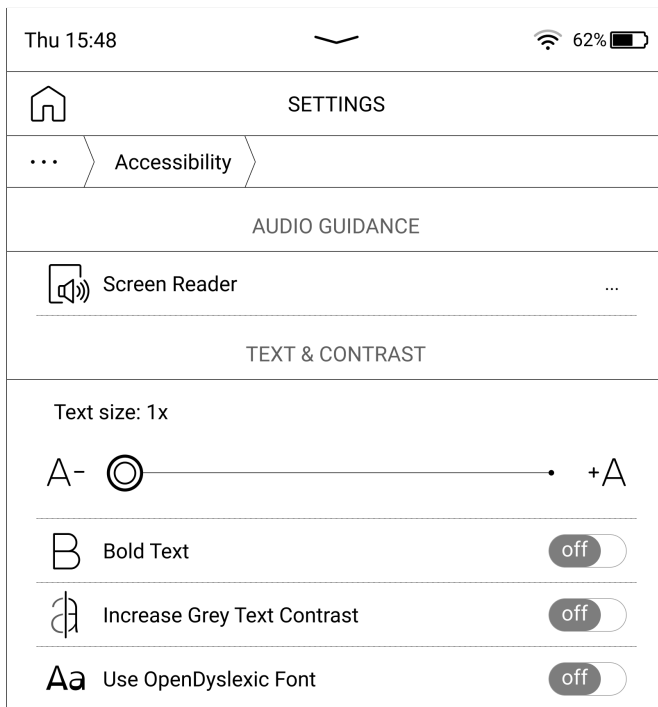 Thu 15:48 62%
SETTINGS
... Accessibility
AUDIO GUIDANCE
Screen Reader ...
TEXT & CONTRAST
Text size: 1x
A- +A
B Bold Text off
a Increase Grey Text Contrast off
Aa Use OpenDyslexic Font off